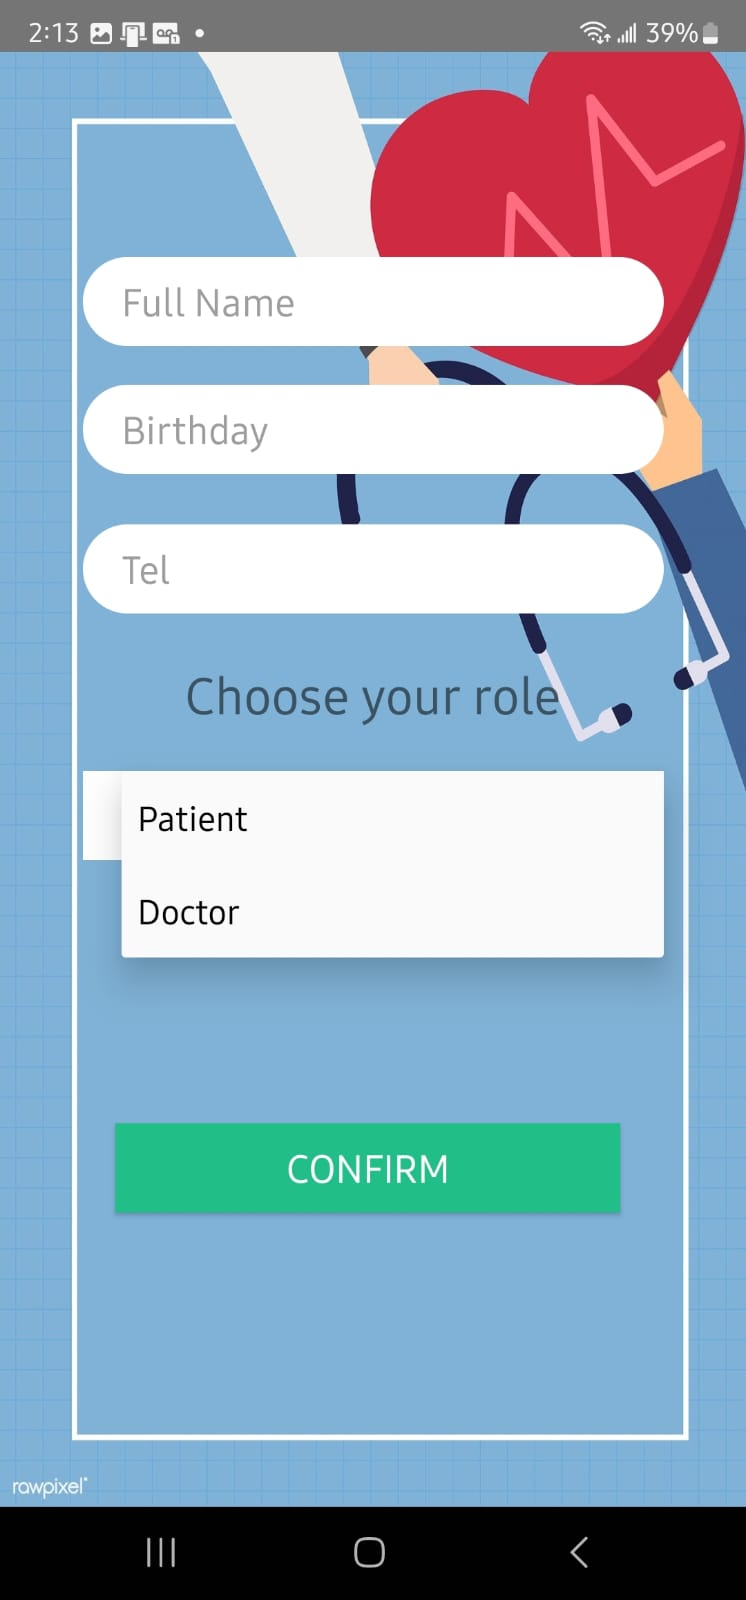 2:13
39%
Full Name
Birthday
Tel
Choose your role
Patient
Doctor
CONFIRM
rawpixel